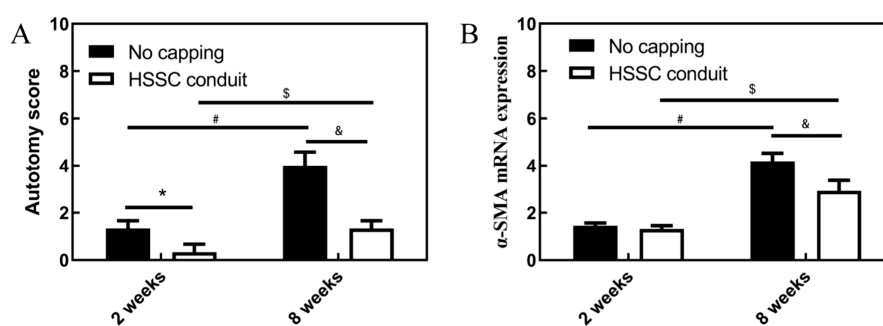 A
Autotomy score
10
8
6
4
2
0
No capping
HSSC conduit
$
#
&
*
2 weeks
8 weeks
B
α-SMA mRNA expression
10
8
6
4
2
0
No capping
HSSC conduit
$
#
&
2 weeks
8 weeks